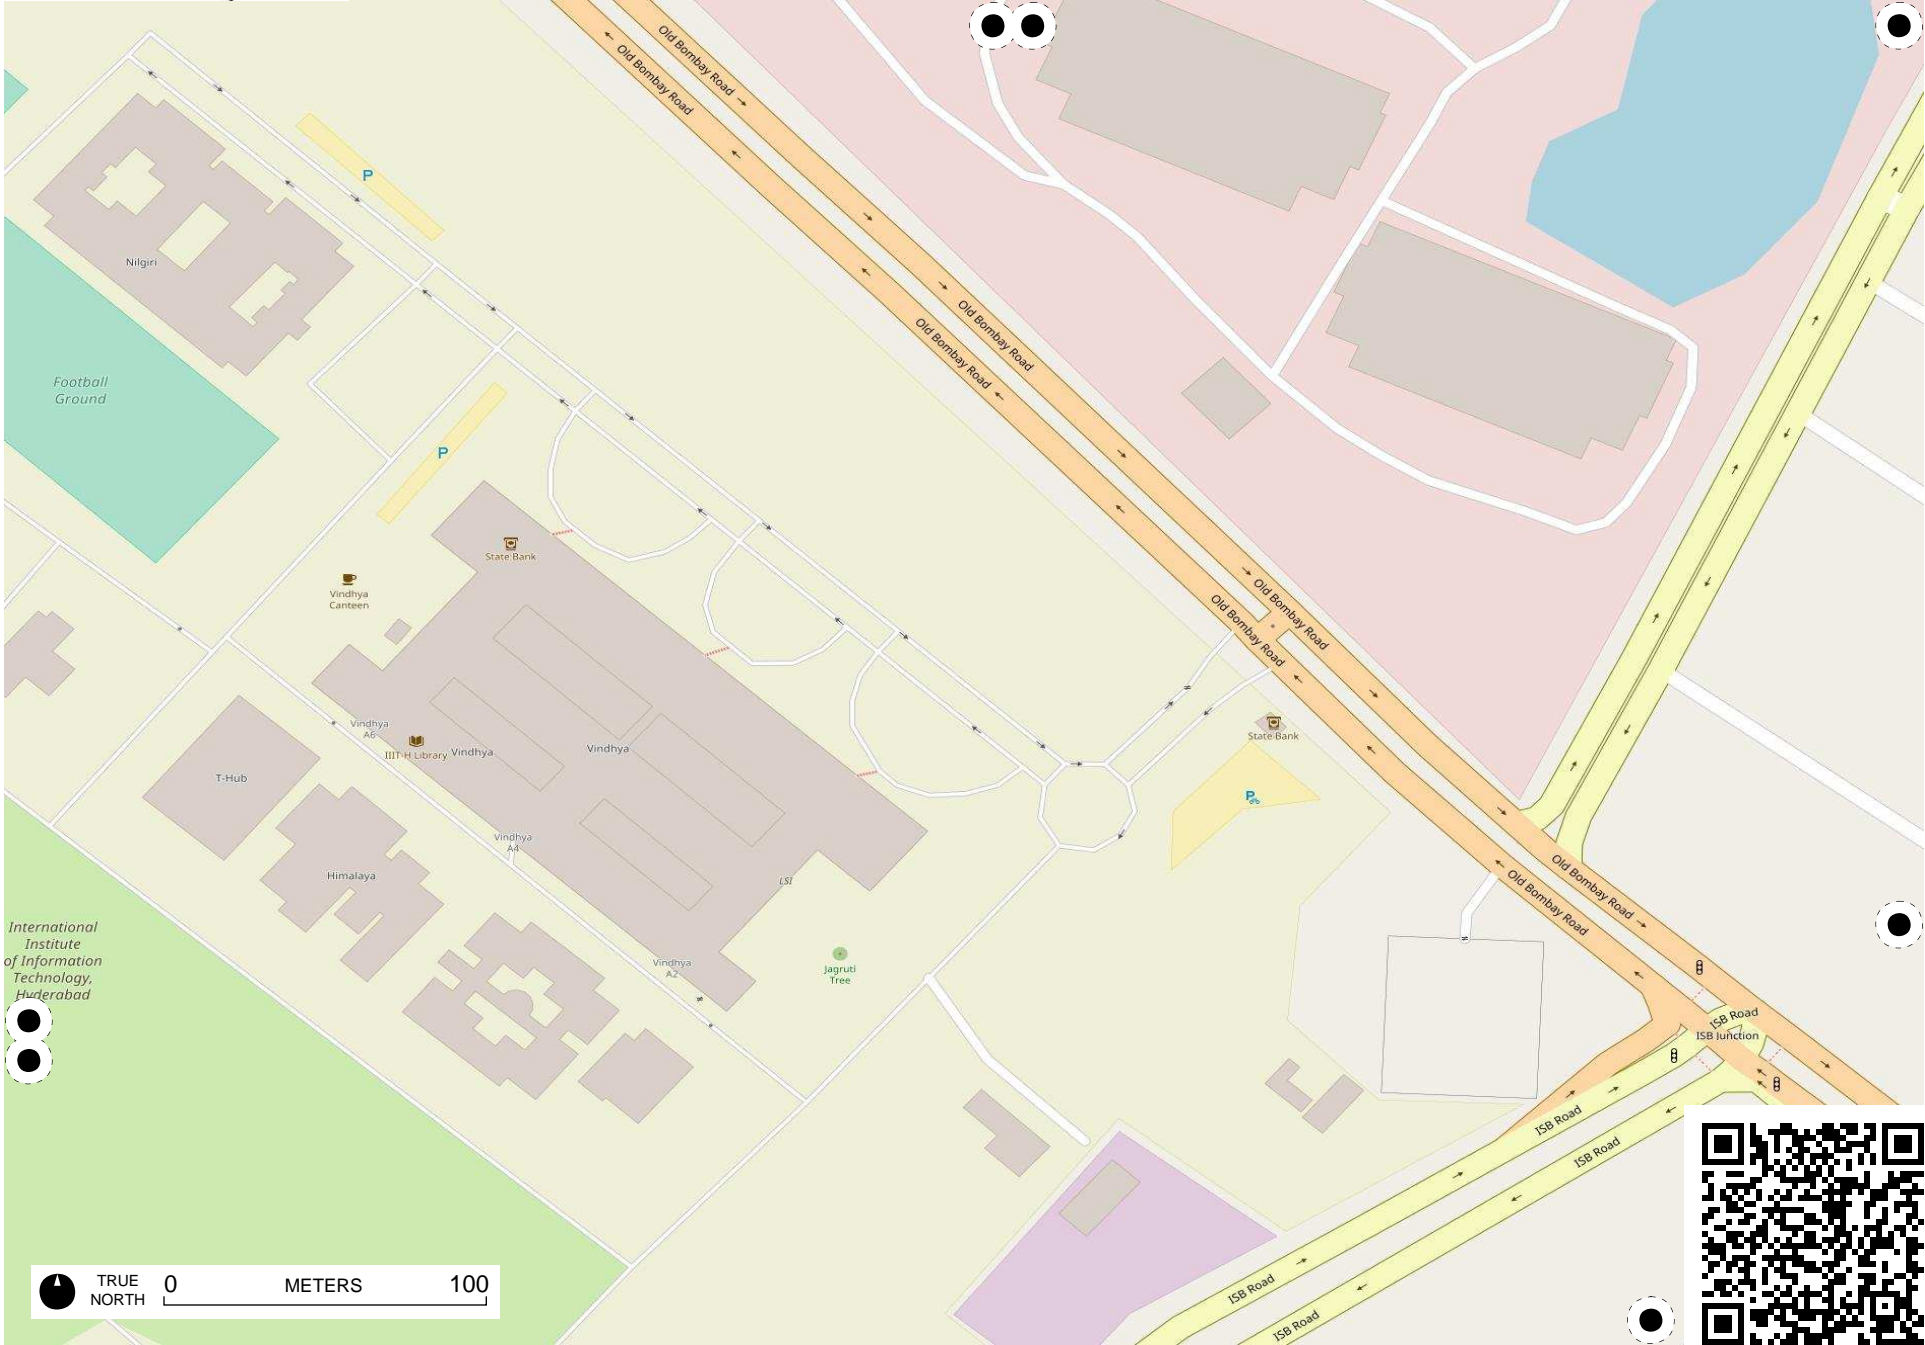 Old Bombay Road
Old Bombay Road
P
Nilgiri
Old Bombay Road
Old Bombay Road
Football
Ground
P
State Bank
Vindhya
Canteen
Old Bombay Road
Old Bombay Road
Vindhya
A6
IIIT-H Library
Vindhya
Vindhya
State Bank
T-Hub
P
Vindhya
A4
Himalaya
LSI
Old Bombay Road
Old Bombay Road
International
Institute
of Information
Technology,
Hyderabad
Vindhya
A2
Jagruti
Tree
ISB Road
ISB Junction
ISB Road
ISB Road
ISB Road
ISB Road
TRUE
NORTH
0 METERS 100